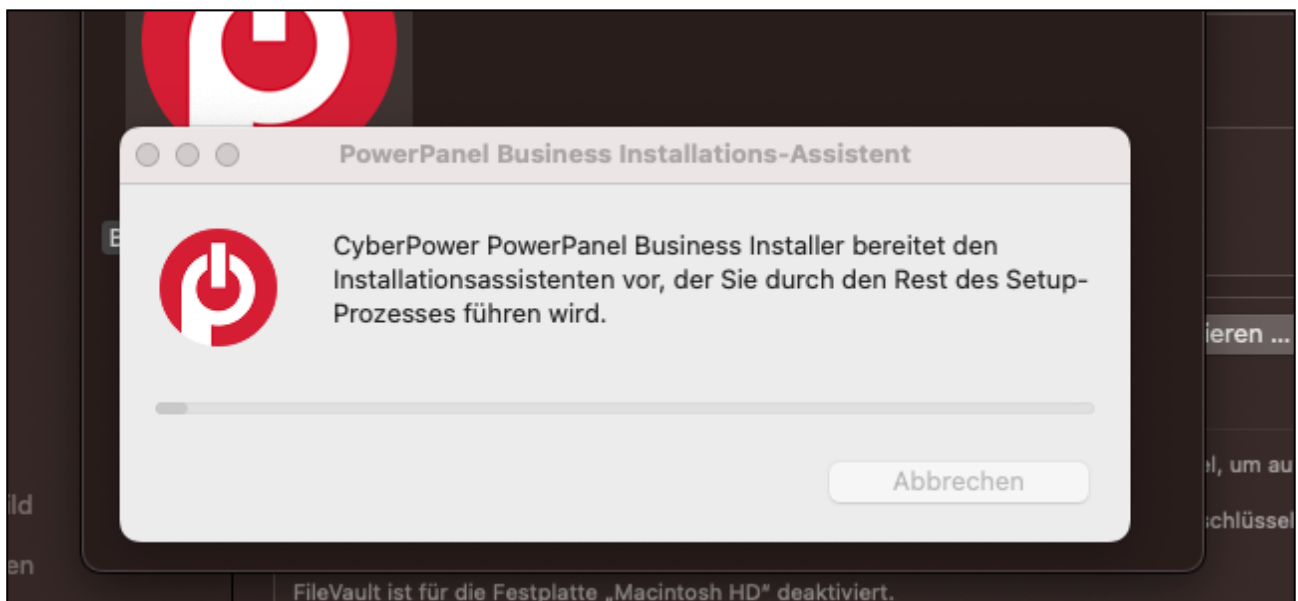 PowerPanel Business Installations-Assistent
CyberPower PowerPanel Business Installer bereitet den
Installationsassistenten vor, der Sie durch den Rest des Setup-
Prozesses führen wird.
ieren ...
Abbrechen
el, um au
ild
schlüssel
en
FileVault ist für die Festplatte „Macintosh HD“ deaktiviert.